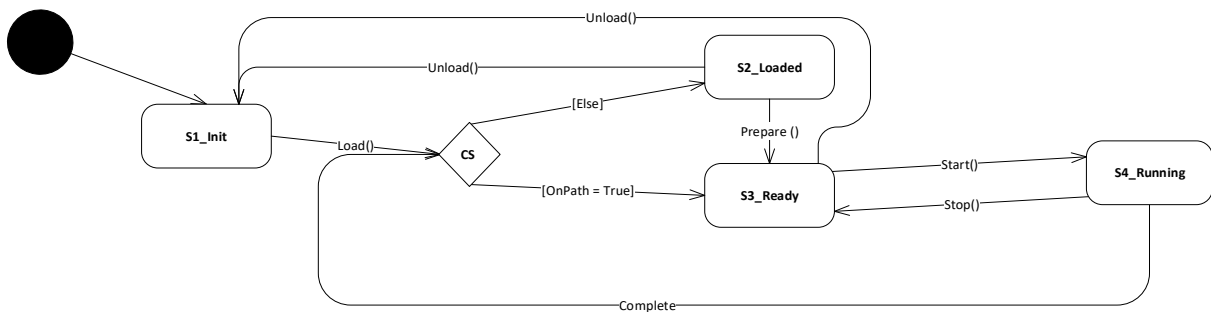 Unload()
S2_Loaded
Unload()
[Else]
S1_Init
Prepare ()
Load()
CS
Start()
S4_Running
[OnPath = True]
S3_Ready
Stop()
Complete